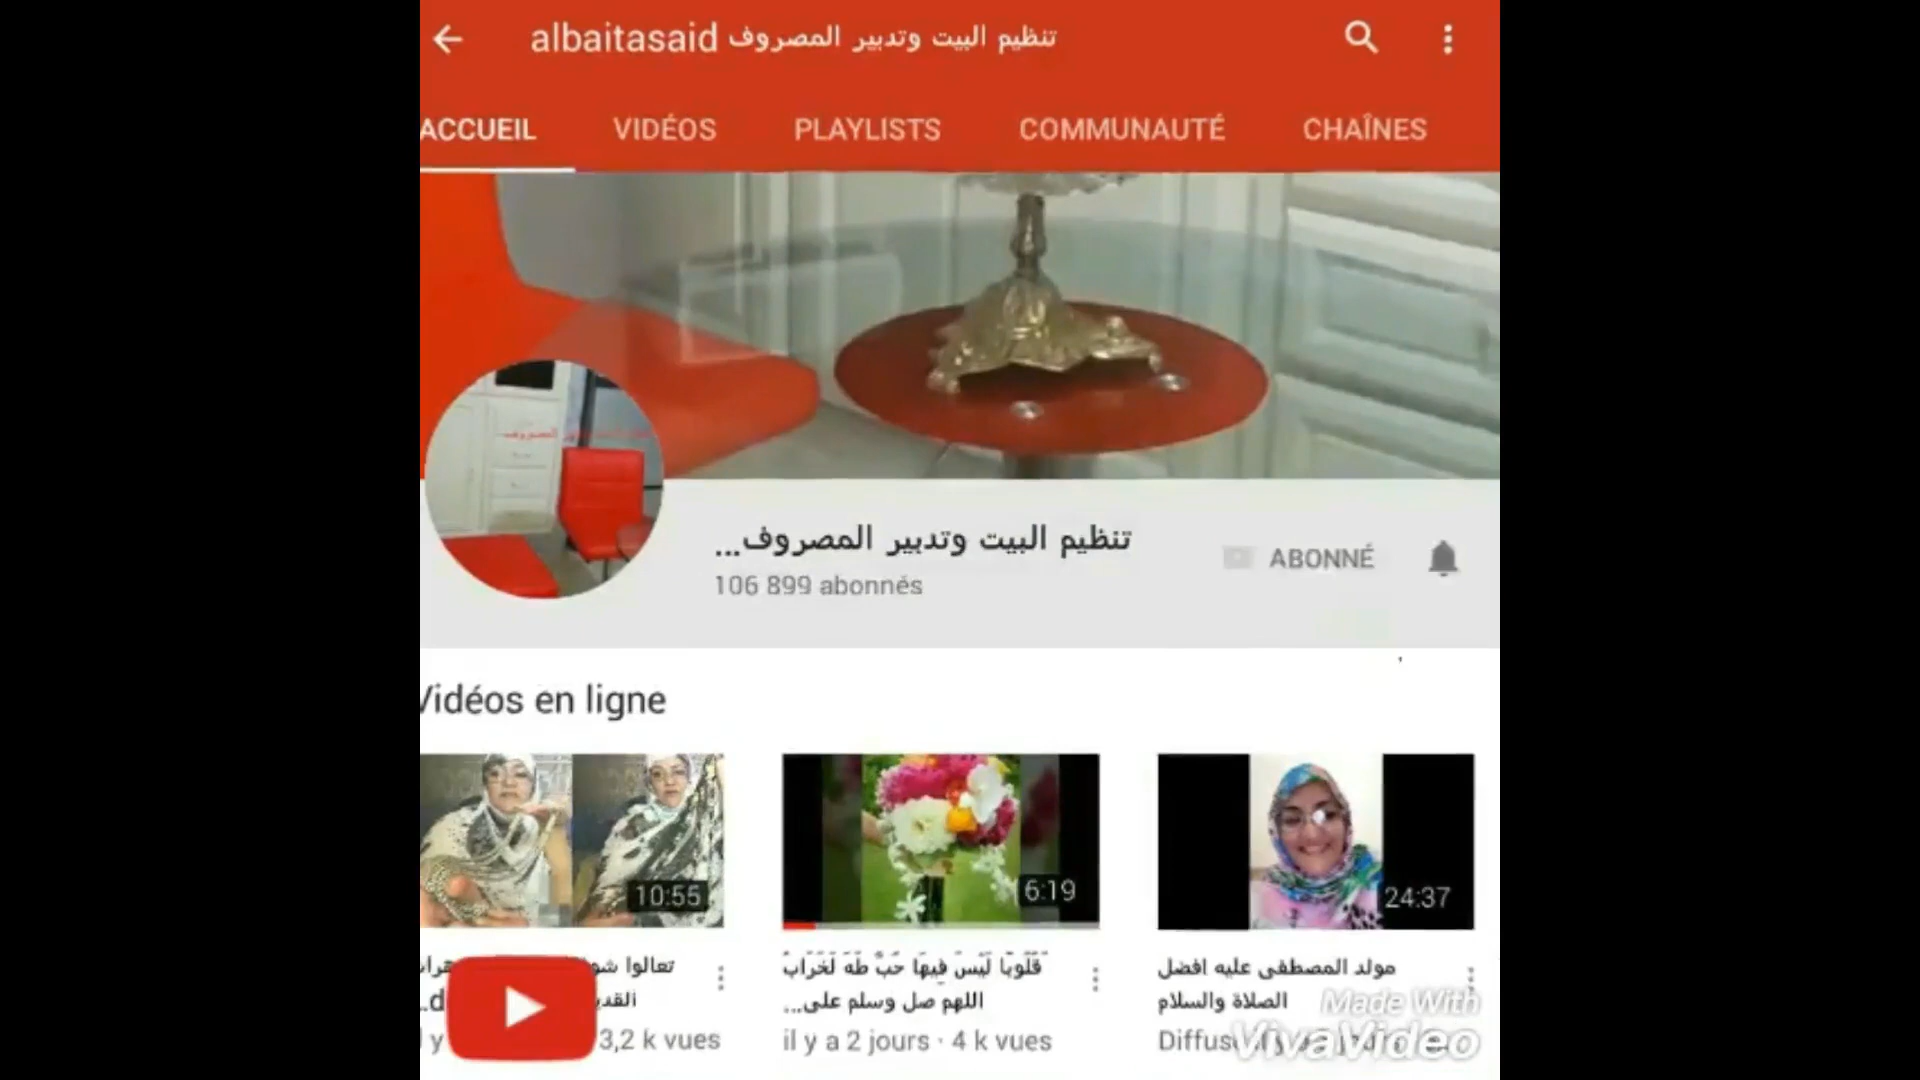 albaitasaid تنظيم البيت وتدبير المصروف
ACCUEIL
VIDÉOS
PLAYLISTS
COMMUNAUTÉ
CHAÎNES
تنظيم البيت وتدبير المصروف...
106 899 abonnés
ABONNÉ
Vidéos en ligne
10:55
6:19
24:37
تعالوا
3,2 k vues
قُلُوبًا لَيْسَ فِيهَا حُبُّ طَهَ لَخَرَابُ
اللهم صل وسلم على...
il y a 2 jours · 4 k vues
مولد المصطفى عليه افضل
الصلاة والسلام
Made With
VivaVideo